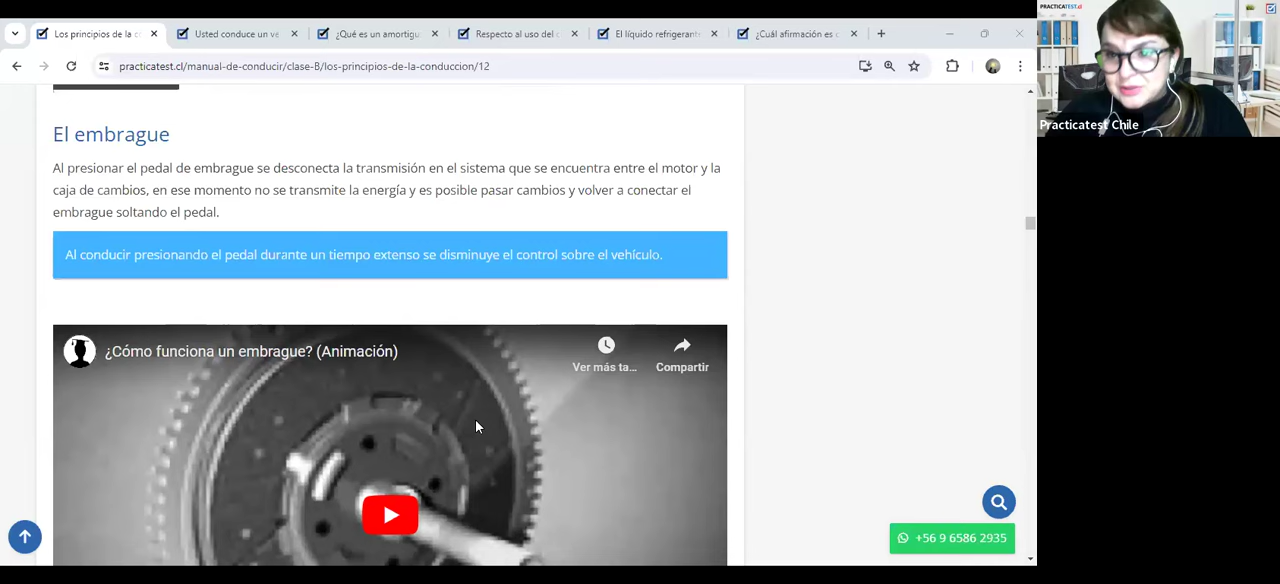 Los principios de la c
Usted conduce un ve
¿Qué es un amortigu
Respecto al uso del c
El líquido refrigerant
¿Cuál afirmación es c
practicatest.cl/manual-de-conducir/clase-B/los-principios-de-la-conduccion/12
PRACTICATEST.cl
Practicatest Chile
El embrague
Al presionar el pedal de embrague se desconecta la transmisión en el sistema que se encuentra entre el motor y la
caja de cambios, en ese momento no se transmite la energía y es posible pasar cambios y volver a conectar el
embrague soltando el pedal.
Al conducir presionando el pedal durante un tiempo extenso se disminuye el control sobre el vehículo.
¿Cómo funciona un embrague? (Animación)
Ver más ta...
Compartir
+56 9 6586 2935